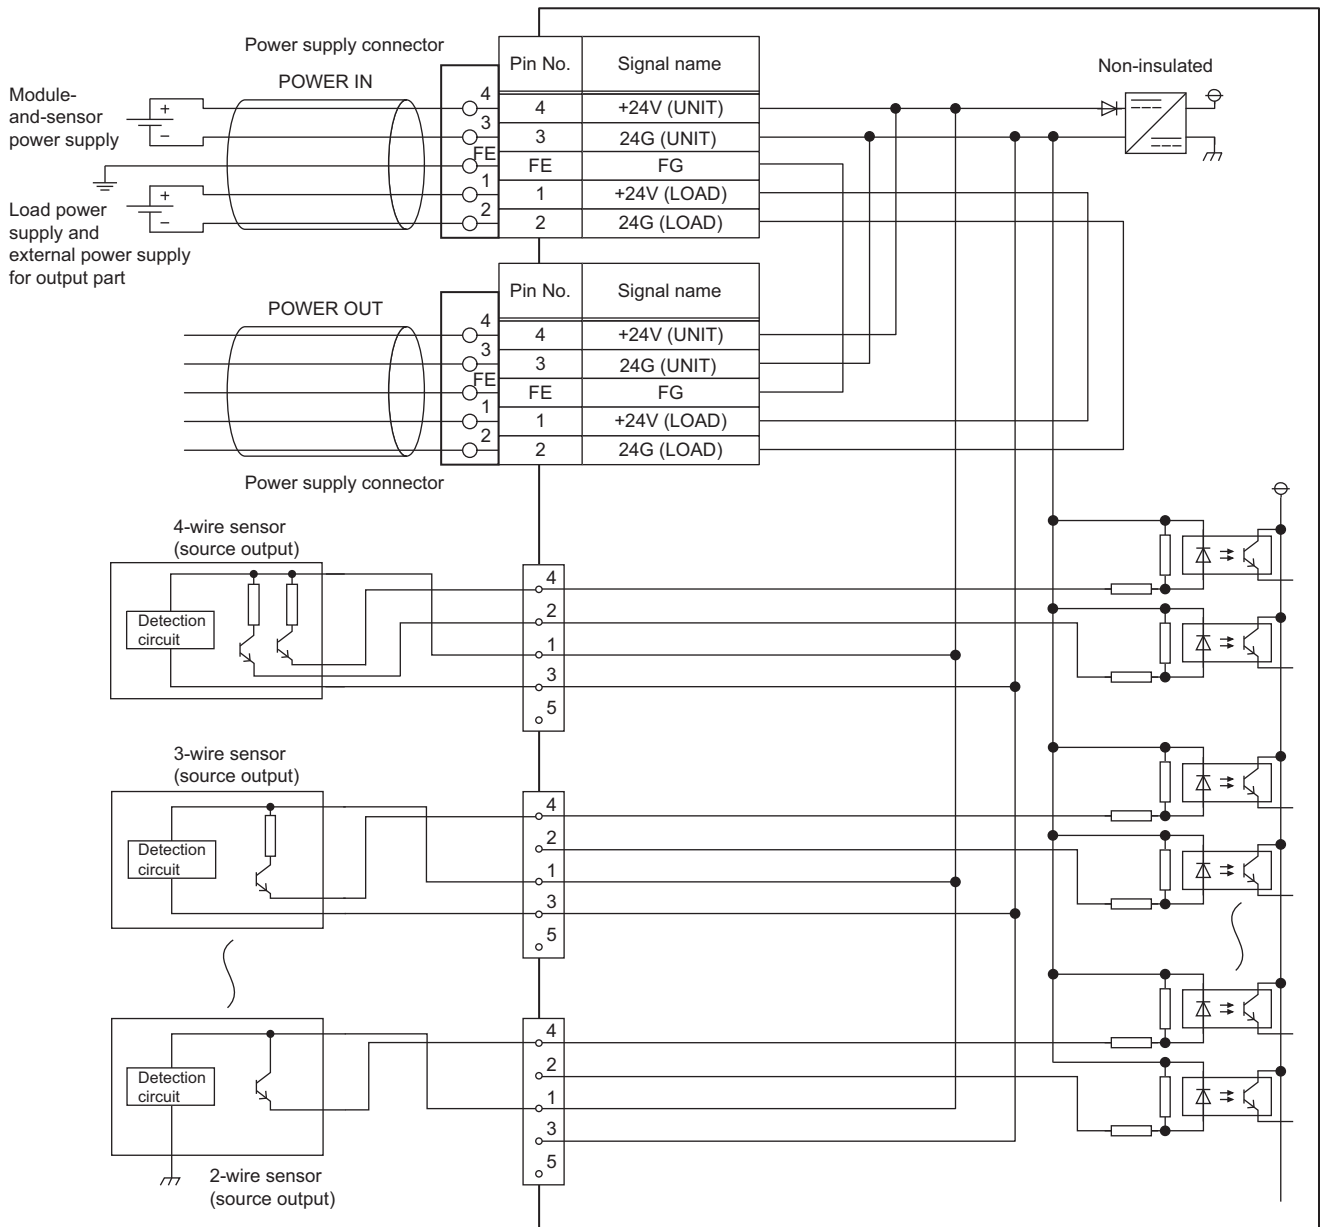 Power supply connector
POWER IN
Module-
and-sensor
power supply
+
−
Load power
supply and
external power supply
for output part
+
−
4
3
FE
1
2
Pin No. Signal name
4 +24V (UNIT)
3 24G (UNIT)
FE FG
1 +24V (LOAD)
2 24G (LOAD)
Non-insulated
POWER OUT
4
3
FE
1
2
Pin No. Signal name
4 +24V (UNIT)
3 24G (UNIT)
FE FG
1 +24V (LOAD)
2 24G (LOAD)
Power supply connector
4-wire sensor
(source output)
Detection
circuit
4
2
1
3
5
3-wire sensor
(source output)
Detection
circuit
4
2
1
3
5
Detection
circuit
2-wire sensor
(source output)
4
2
1
3
5